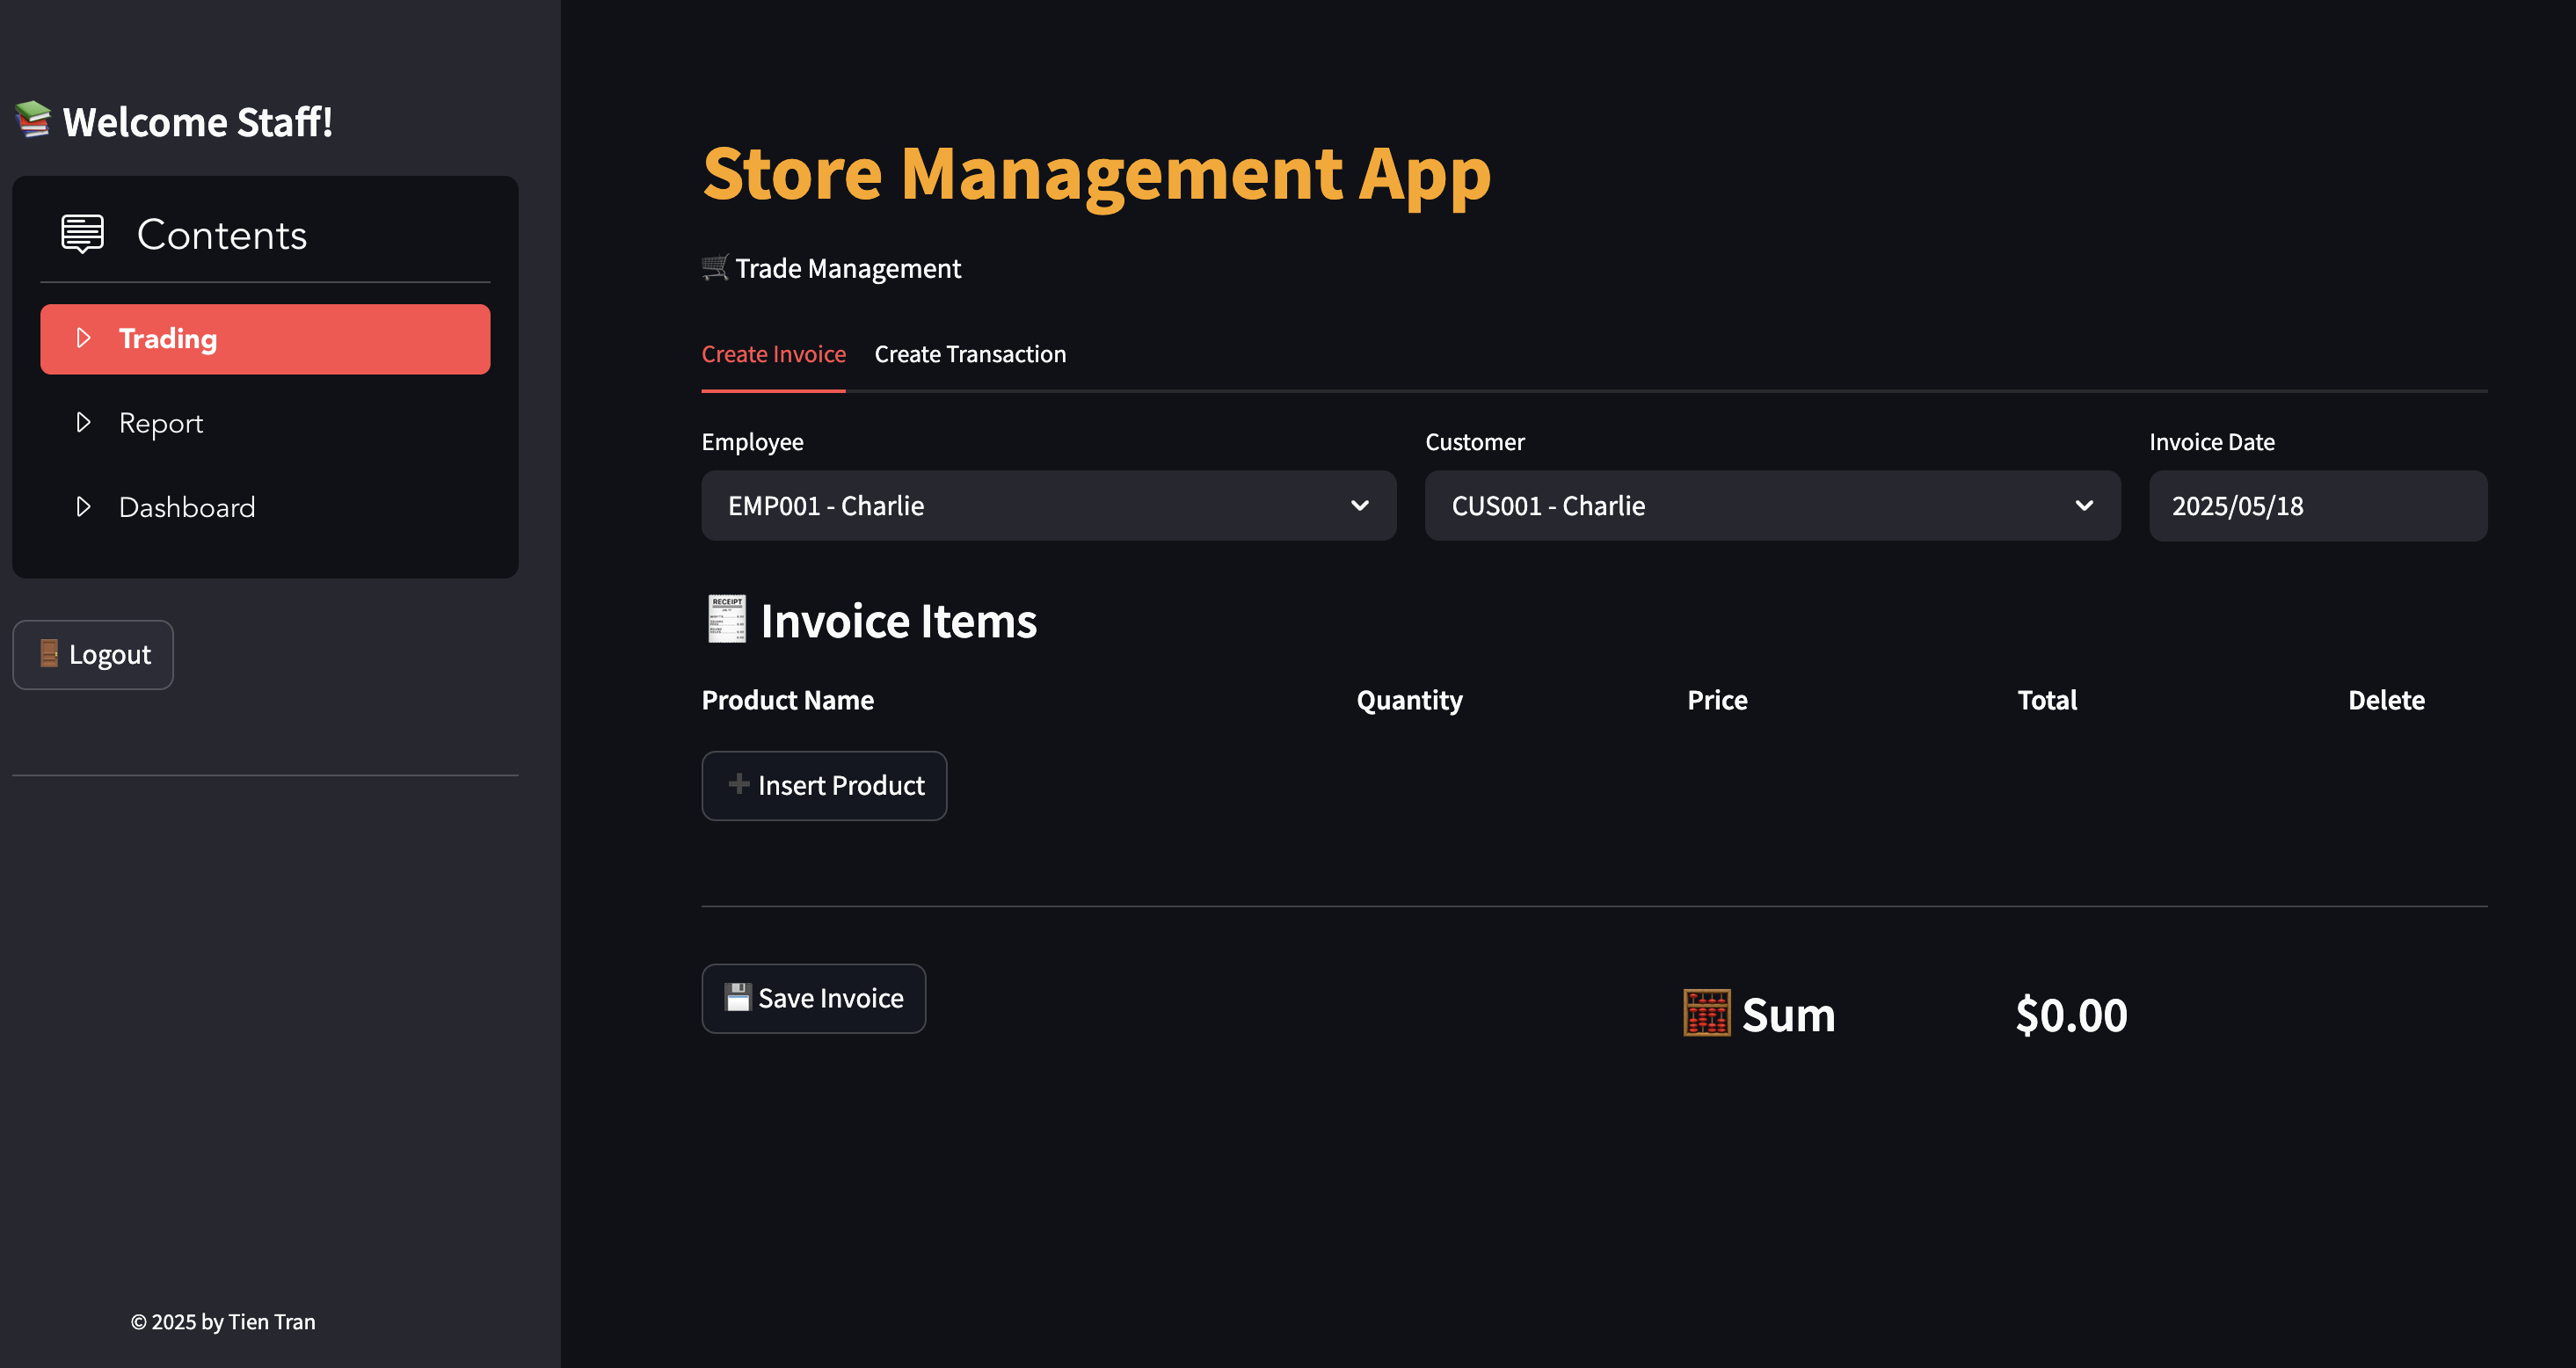 Welcome Staff!
Contents
Trading
Report
Dashboard
Logout
© 2025 by Tien Tran
Store Management App
Trade Management
Create Invoice Create Transaction
Employee Customer Invoice Date
EMP001 - Charlie CUS001 - Charlie 2025/05/18
RECEIPT
Invoice Items
Product Name Quantity Price Total Delete
Insert Product
Save Invoice Sum $0.00